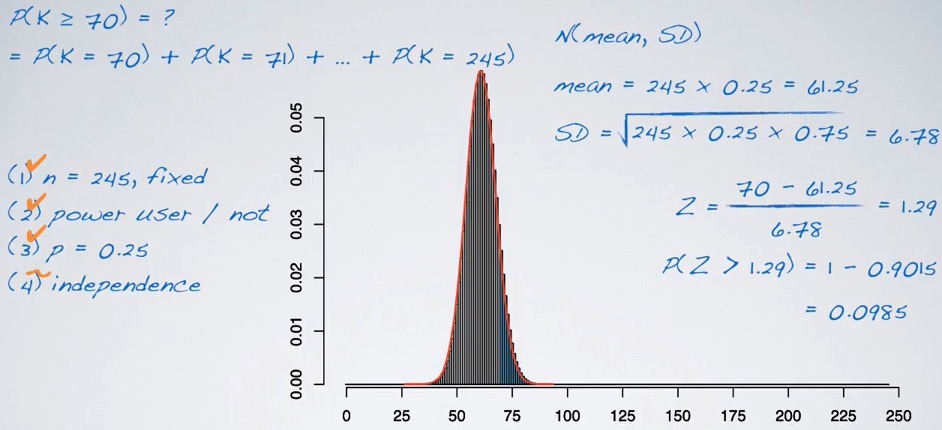 P(K ≥ 70) = ?
= P(K = 70) + P(K = 71) + ... + P(K = 245)
(1) n = 245, fixed
(2) power user / not
(3) p = 0.25
(4) independence
N(mean, SD)
mean = 245 × 0.25 = 61.25
SD = √245 × 0.25 × 0.75 = 6.78
Z = 70 - 61.25 / 6.78 = 1.29
P(Z > 1.29) = 1 - 0.9015
= 0.0985
0.05
0.04
0.03
0.02
0.01
0.00
0 25 50 75 100 125 150 175 200 225 250